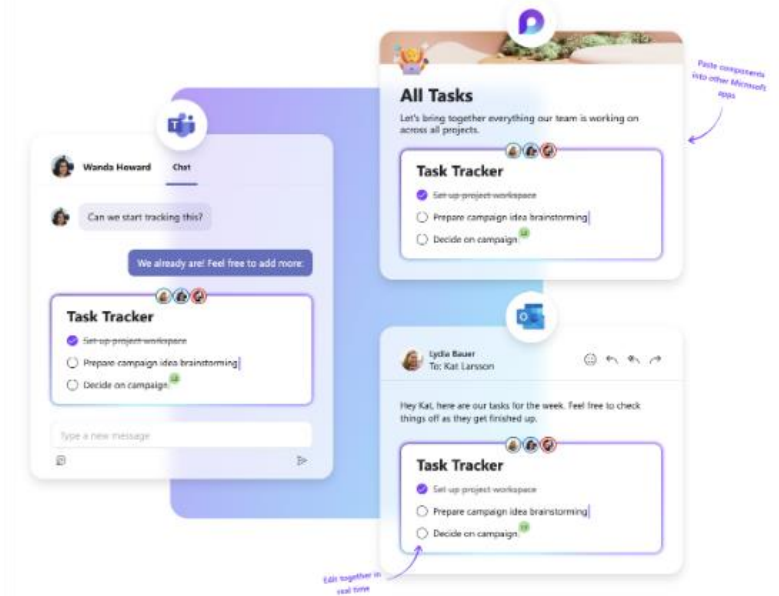 Wanda Howard
Chat
Can we start tracking this?
We already are! Feel free to add more:
Task Tracker
Set up project workspace
Prepare campaign idea brainstorming
Decide on campaign
Type a new message
All Tasks
Let's bring together everything our team is working on
across all projects.
Task Tracker
Set up project workspace
Prepare campaign idea brainstorming
Decide on campaign
Paste components
into other Microsoft
apps
Lydia Bauer
To: Kat Larsson
Hey Kat, here are our tasks for the week. Feel free to check
things off as they get finished up.
Task Tracker
Set up project workspace
Prepare campaign idea brainstorming
Decide on campaign
Edit together in
real time